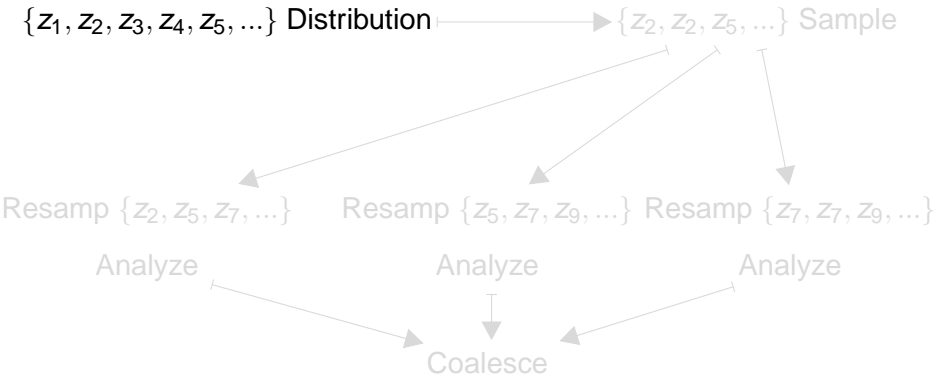 {z₁, z₂, z₃, z₄, z₅, ...} Distribution {z₂, z₂, z₅, ...} Sample
Resamp {z₂, z₅, z₇, ...} Resamp {z₅, z₇, z₉, ...} Resamp {z₇, z₇, z₉, ...}
Analyze Analyze Analyze
Coalesce